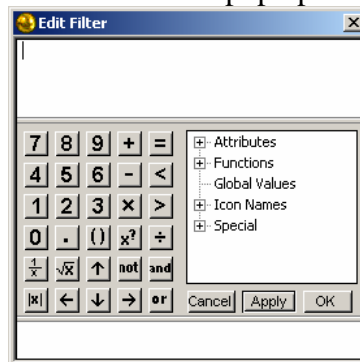 Edit Filter
7 8 9 + =
4 5 6 - <
1 2 3 × >
0 . () x? ÷
1/x √x ↑ not and
|x| ← ↓ → or
Attributes
Functions
Global Values
Icon Names
Special
Cancel Apply OK